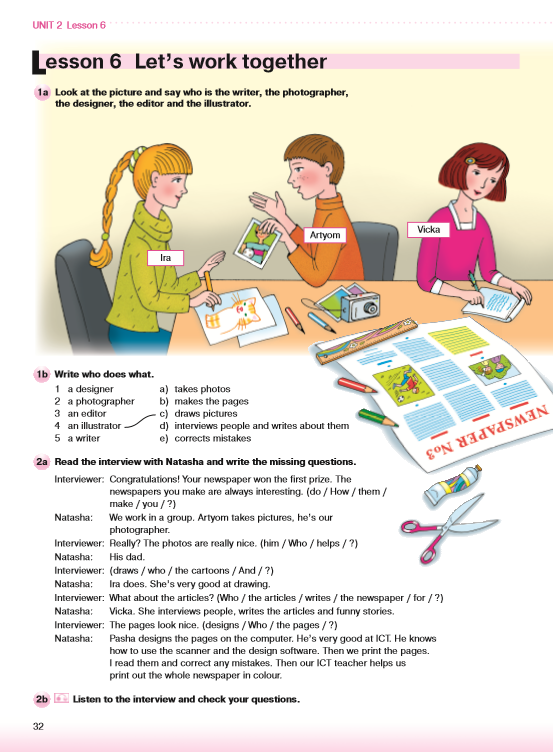 UNIT 2 Lesson 6
Lesson 6 Let's work together
1a Look at the picture and say who is the writer, the photographer,
the designer, the editor and the illustrator.
Ira
Artyom
Vicka
NEWSPAPER No3
1b Write who does what.
1 a designer a) takes photos
2 a photographer b) makes the pages
3 an editor c) draws pictures
4 an illustrator d) interviews people and writes about them
5 a writer e) corrects mistakes
2a Read the interview with Natasha and write the missing questions.
Interviewer: Congratulations! Your newspaper won the first prize. The
newspapers you make are always interesting. (do / How / them /
make / you / ?)
Natasha: We work in a group. Artyom takes pictures, he's our
photographer.
Interviewer: Really? The photos are really nice. (him / Who / helps / ?)
Natasha: His dad.
Interviewer: (draws / who / the cartoons / And / ?)
Natasha: Ira does. She's very good at drawing.
Interviewer: What about the articles? (Who / the articles / writes / the newspaper / for / ?)
Natasha: Vicka. She interviews people, writes the articles and funny stories.
Interviewer: The pages look nice. (designs / Who / the pages / ?)
Natasha: Pasha designs the pages on the computer. He's very good at ICT. He knows
how to use the scanner and the design software. Then we print the pages.
I read them and correct any mistakes. Then our ICT teacher helps us
print out the whole newspaper in colour.
2b Listen to the interview and check your questions.
32